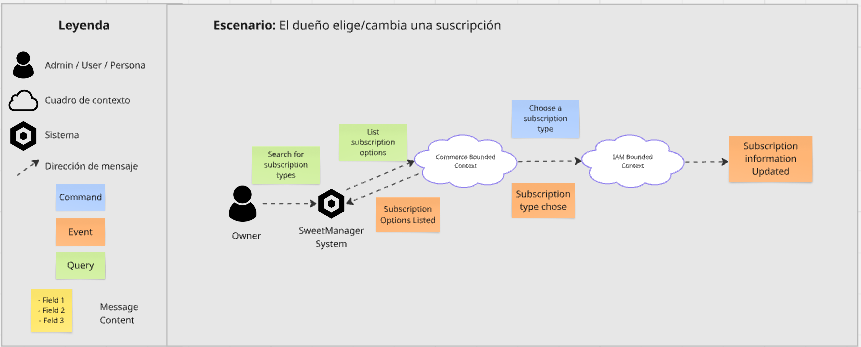 Leyenda
Admin / User / Persona
Cuadro de contexto
Sistema
Dirección de mensaje
Command
Event
Query
- Field 1
- Field 2
- Feld 3
Message
Content
Escenario: El dueño elige/cambia una suscripción
Search for
subscription
types
List
subscription
options
Owner
SweetManager
System
Subscription
Options Listed
Commerce Bounded
Context
Choose a
subscription
type
Subscription
type chose
IAM Bounded
Context
Subscription
information
Updated